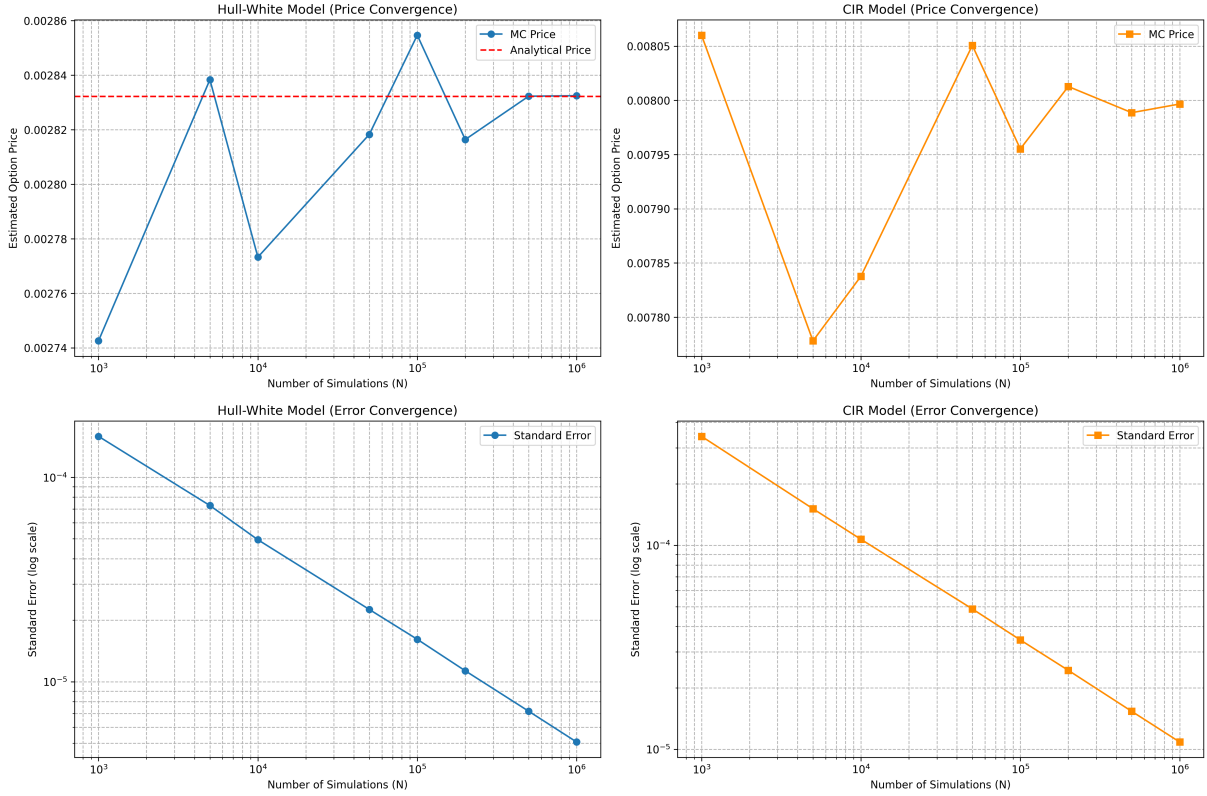 Hull-White Model (Price Convergence)
0.00286
0.00284
0.00282
0.00280
0.00278
0.00276
0.00274
Estimated Option Price
MC Price
Analytical Price
10³
10⁴
10⁵
10⁶
Number of Simulations (N)
CIR Model (Price Convergence)
0.00805
0.00800
0.00795
0.00790
0.00785
0.00780
Estimated Option Price
MC Price
10³
10⁴
10⁵
10⁶
Number of Simulations (N)
Hull-White Model (Error Convergence)
10⁻⁴
10⁻⁵
Standard Error (log scale)
Standard Error
10³
10⁴
10⁵
10⁶
Number of Simulations (N)
CIR Model (Error Convergence)
10⁻⁴
10⁻⁵
Standard Error (log scale)
Standard Error
10³
10⁴
10⁵
10⁶
Number of Simulations (N)